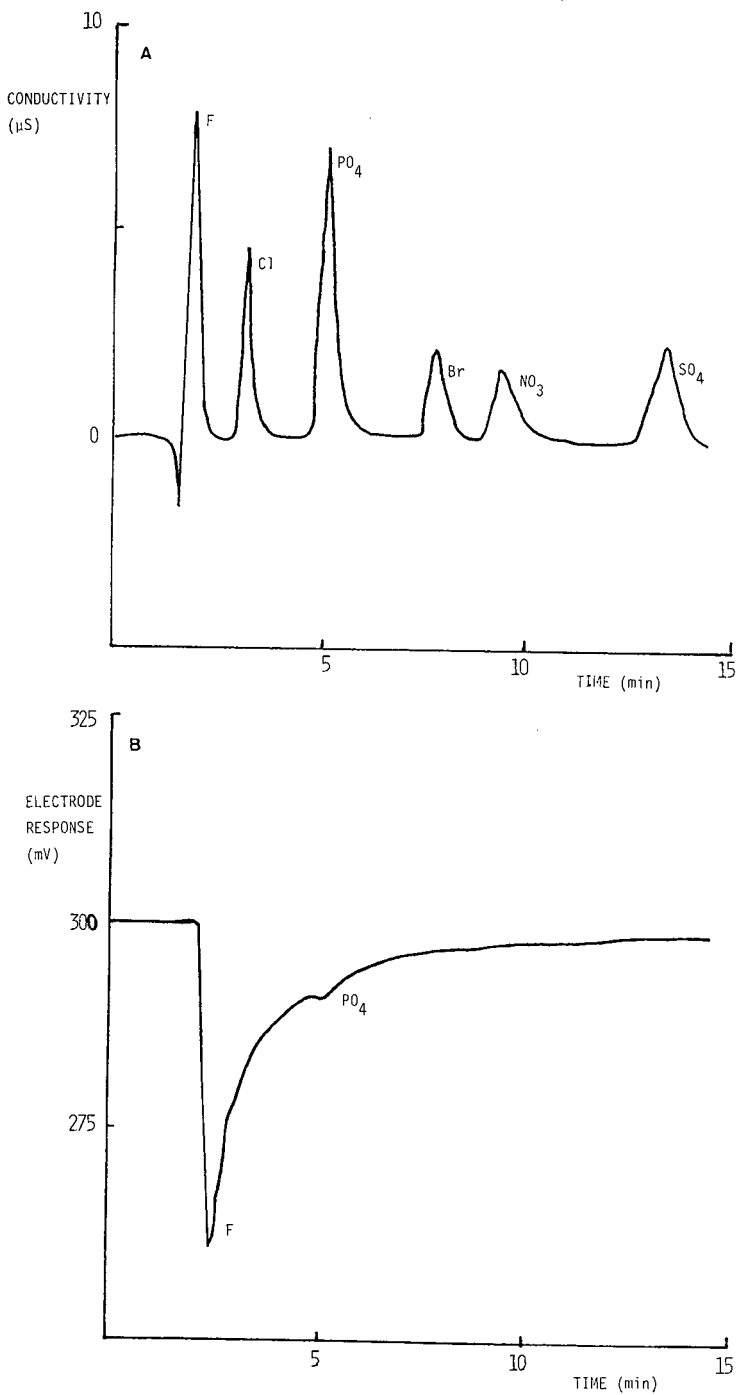 10
A
CONDUCTIVITY
(µS)
F
PO4
Cl
Br
NO3
SO4
0
5
10
15
TIME (min)
325
B
ELECTRODE
RESPONSE
(mV)
300
PO4
275
F
5
10
15
TIME (min)